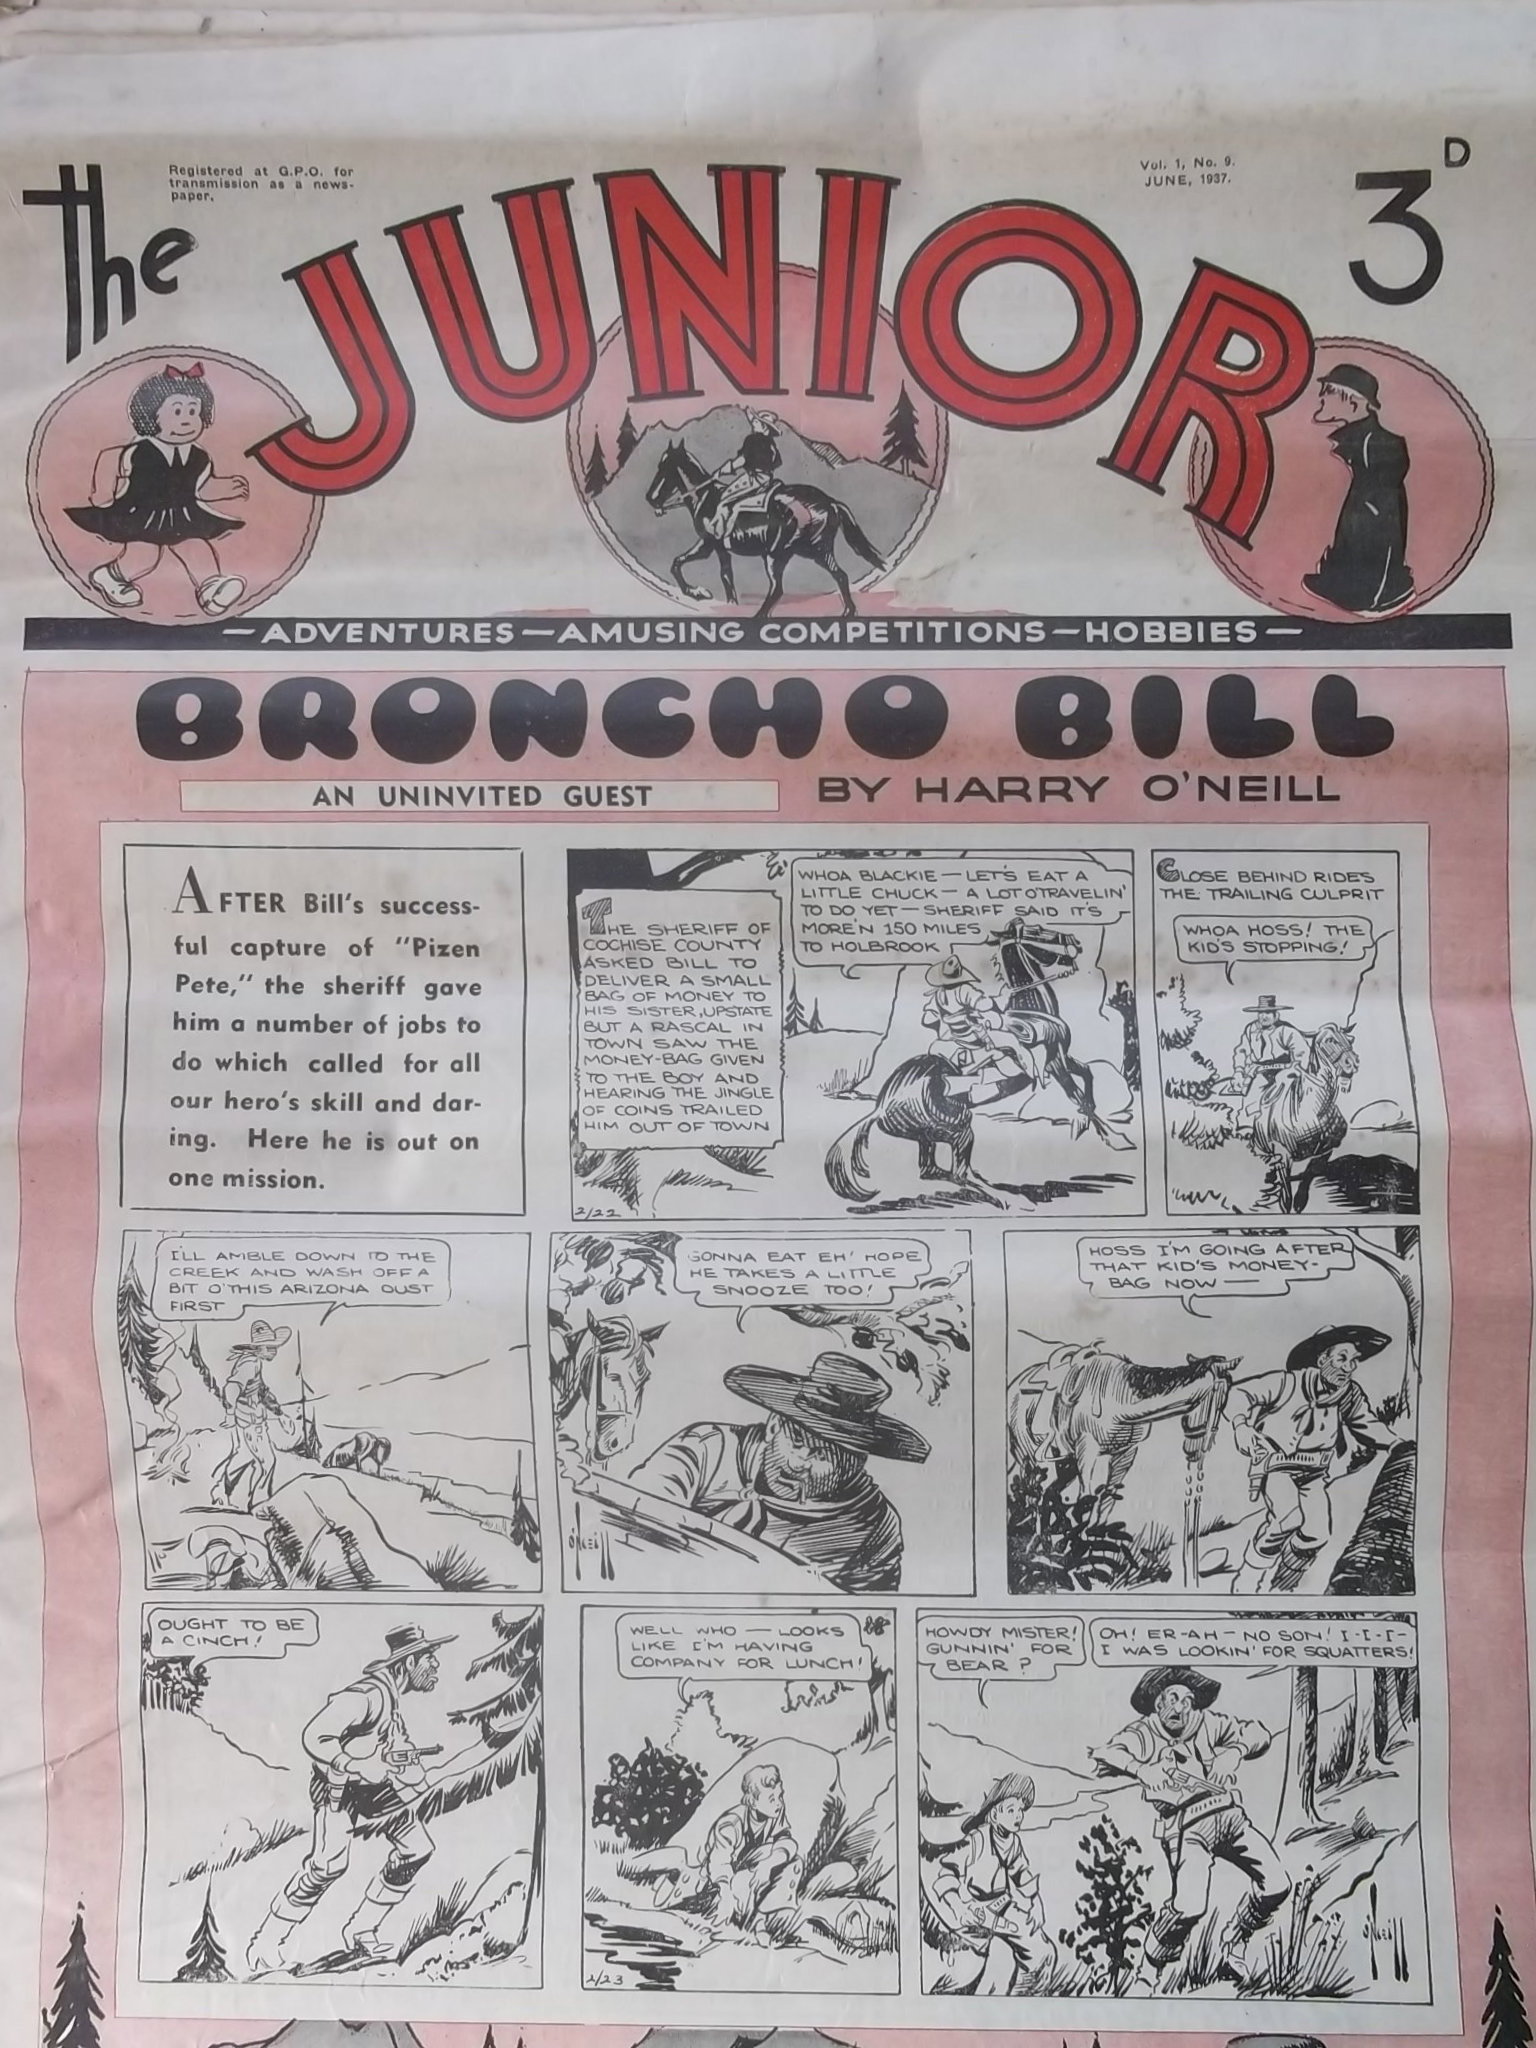 the
Registered at G.P.O. for
transmission as a news-
paper.
JUNIOR
Vol. 1, No. 9.
JUNE, 1937.
3D
—ADVENTURES—AMUSING COMPETITIONS—HOBBIES—
BRONCHO BILL
AN UNINVITED GUEST
BY HARRY O'NEILL
AFTER Bill's success-
ful capture of "Pizen
Pete," the sheriff gave
him a number of jobs to
do which called for all
our hero's skill and dar-
ing. Here he is out on
one mission.
THE SHERIFF OF
COCHISE COUNTY
ASKED BILL TO
DELIVER A SMALL
BAG OF MONEY TO
HIS SISTER, UPSTATE
BUT A RASCAL IN
TOWN SAW THE
MONEY-BAG GIVEN
TO THE BOY AND
HEARING THE JINGLE
OF COINS TRAILED
HIM OUT OF TOWN
WHOA BLACKIE — LET'S EAT A
LITTLE CHUCK — A LOT O'TRAVELIN'
TO DO YET — SHERIFF SAID IT'S
MORE'N 150 MILES
TO HOLBROOK
2/22
CLOSE BEHIND RIDES
THE TRAILING CULPRIT
WHOA HOSS! THE
KID'S STOPPING!
I'LL AMBLE DOWN TO THE
CREEK AND WASH OFF A
BIT O'THIS ARIZONA DUST
FIRST
GONNA EAT EH! HOPE
HE TAKES A LITTLE
SNOOZE TOO!
O'NEILL
HOSS I'M GOING AFTER
THAT KID'S MONEY-
BAG NOW —
OUGHT TO BE
A CINCH!
WELL WHO — LOOKS
LIKE I'M HAVING
COMPANY FOR LUNCH!
2/23
HOWDY MISTER!
GUNNIN' FOR
BEAR?
OH! ER-AH — NO SON! I-I-I-
I WAS LOOKIN' FOR SQUATTERS!
O'NEILL